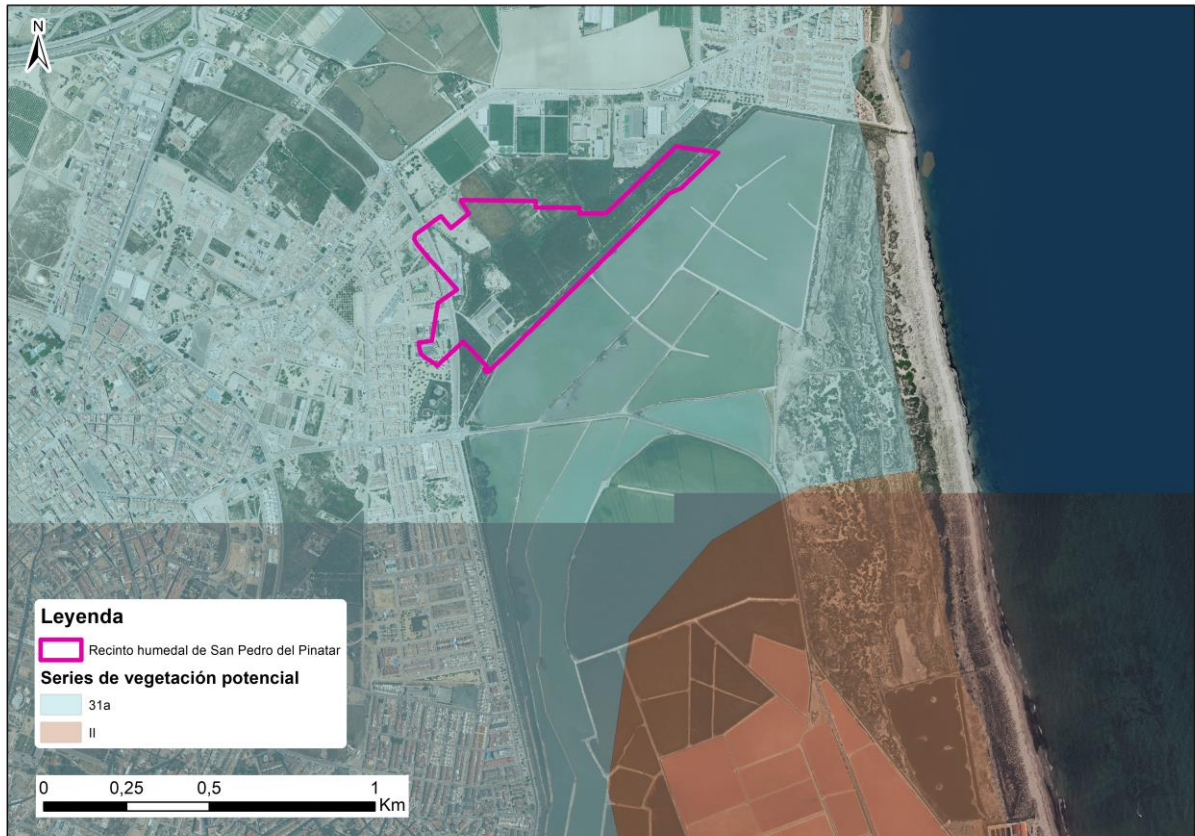 N
Leyenda
Recinto humedal de San Pedro del Pinatar
Series de vegetación potencial
31a
II
0 0,25 0,5 1
Km